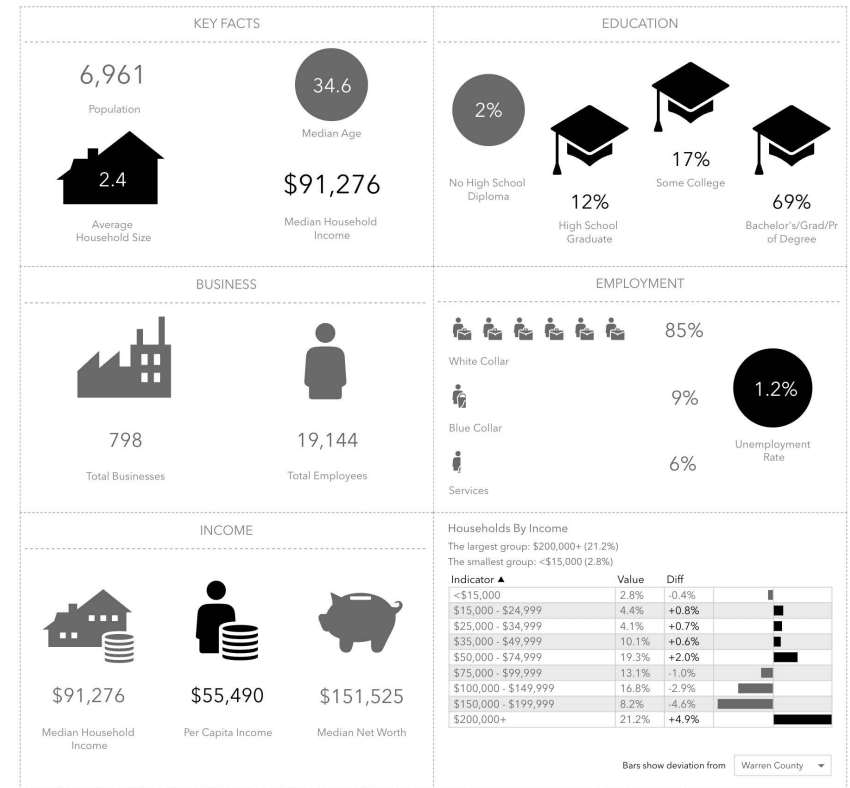 KEY FACTS
6,961
Population
34.6
Median Age
2.4
Average
Household Size
$91,276
Median Household
Income
EDUCATION
2%
No High School
Diploma
12%
High School
Graduate
17%
Some College
69%
Bachelor's/Grad/Pr
of Degree
BUSINESS
798
Total Businesses
19,144
Total Employees
EMPLOYMENT
White Collar
85%
Blue Collar
9%
Services
6%
1.2%
Unemployment
Rate
INCOME
$91,276
Median Household
Income
$55,490
Per Capita Income
$151,525
Median Net Worth
Households By Income
The largest group: $200,000+ (21.2%)
The smallest group: <$15,000 (2.8%)
Indicator ▲ Value Diff
<$15,000 2.8% -0.4%
$15,000 - $24,999 4.4% +0.8%
$25,000 - $34,999 4.1% +0.7%
$35,000 - $49,999 10.1% +0.6%
$50,000 - $74,999 19.3% +2.0%
$75,000 - $99,999 13.1% -1.0%
$100,000 - $149,999 16.8% -2.9%
$150,000 - $199,999 8.2% -4.6%
$200,000+ 21.2% +4.9%
Bars show deviation from Warren County